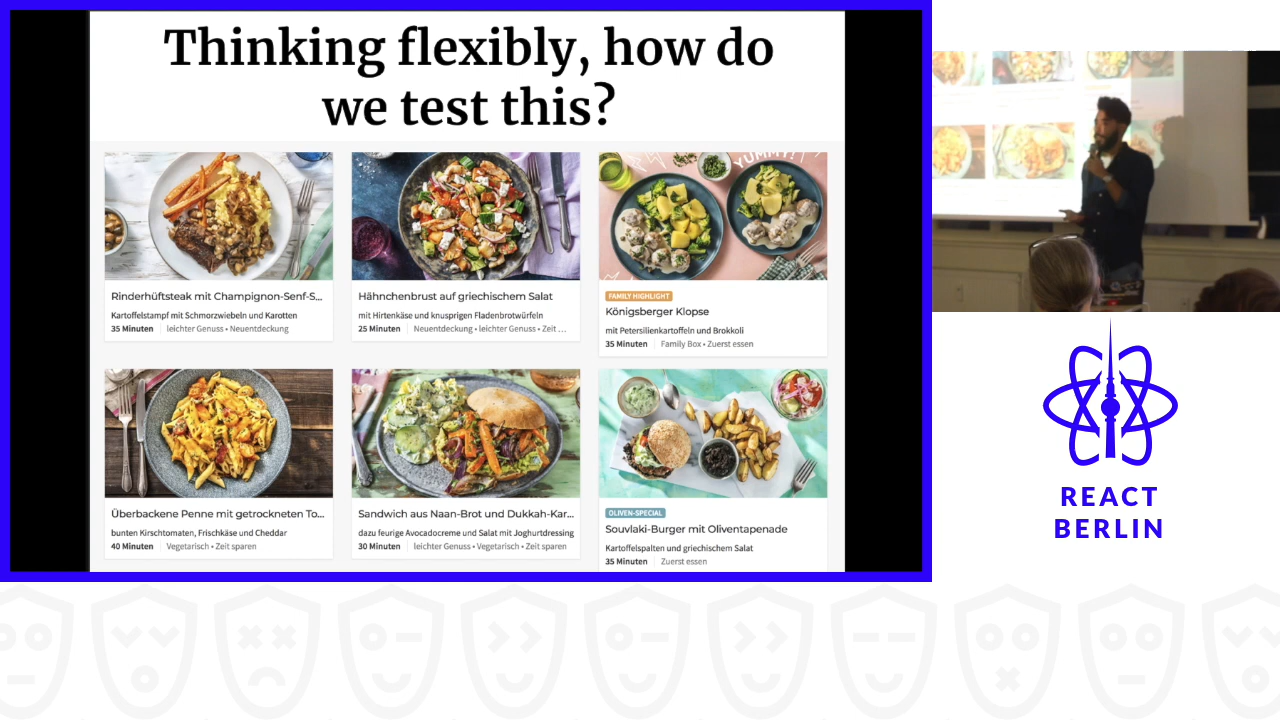 Thinking flexibly, how do
we test this?
Rinderhüftsteak mit Champignon-Senf-S...
Kartoffelstampf mit Schmorzwiebeln und Karotten
35 Minuten leichter Genuss • Neuentdeckung
Hähnchenbrust auf griechischem Salat
mit Hirtenkäse und knusprigen Fladenbrotwürfeln
25 Minuten Neuentdeckung • leichter Genuss • Zeit ...
YUMMY!
FAMILY HIGHLIGHT
Königsberger Klopse
mit Petersilienkartoffeln und Brokkoli
35 Minuten Family Box • Zuerst essen
Überbackene Penne mit getrockneten To...
bunten Kirschtomaten, Frischkäse und Cheddar
40 Minuten Vegetarisch • Zeit sparen
Sandwich aus Naan-Brot und Dukkah-Kar...
dazu feurige Avocadocreme und Salat mit Joghurtdressing
30 Minuten leichter Genuss • Vegetarisch • Zeit sparen
OLIVEN-SPECIAL
Souvlaki-Burger mit Oliventapenade
Kartoffelspalten und griechischem Salat
35 Minuten Zuerst essen
REACT
BERLIN